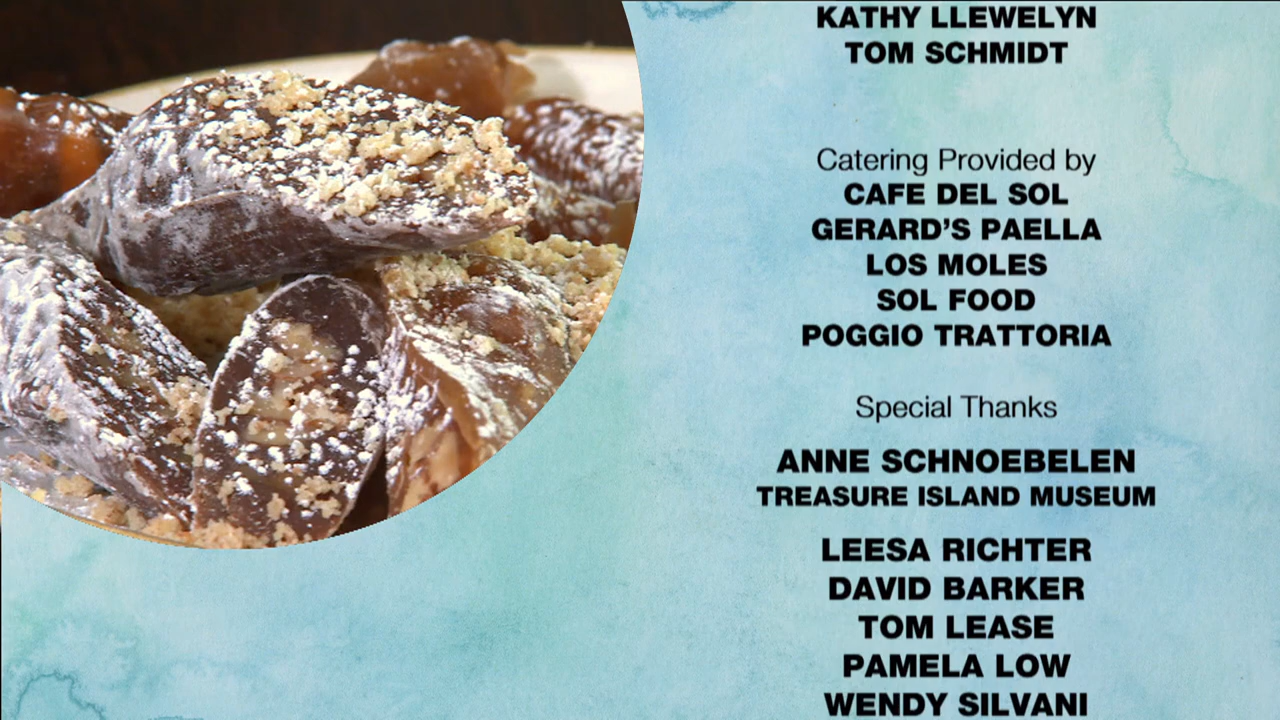 KATHY LLEWELYN
TOM SCHMIDT
Catering Provided by
CAFE DEL SOL
GERARD'S PAELLA
LOS MOLES
SOL FOOD
POGGIO TRATTORIA
Special Thanks
ANNE SCHNOEBELEN
TREASURE ISLAND MUSEUM
LEESA RICHTER
DAVID BARKER
TOM LEASE
PAMELA LOW
WENDY SILVANI